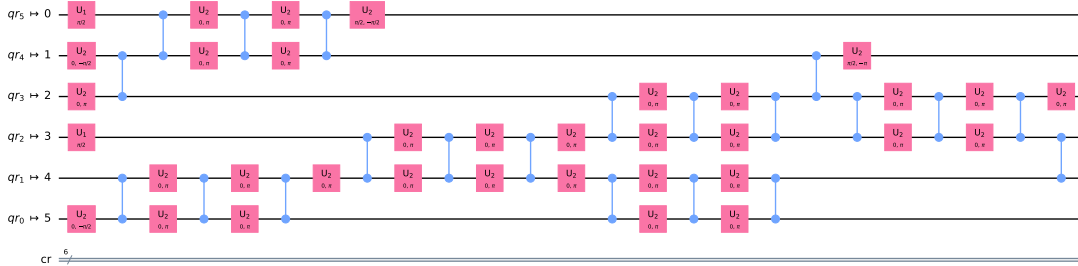 qr₅ ↦ 0 U₁ U₂ U₂ U₂
π/2 0, π 0, π π/2, −π/2
qr₄ ↦ 1 U₂ U₂ U₂ U₂
0, −π/2 0, π 0, π π/2, −π
qr₃ ↦ 2 U₂ U₂ U₂ U₂ U₂ U₂
0, π 0, π 0, π 0, π 0, π 0, π
qr₂ ↦ 3 U₁ U₂ U₂ U₂ U₂ U₂ U₂ U₂
π/2 0, π 0, π 0, π 0, π 0, π 0, π 0, π
qr₁ ↦ 4 U₂ U₂ U₂ U₂ U₂ U₂ U₂ U₂
0, π 0, π 0, π 0, π 0, π 0, π 0, π 0, π
qr₀ ↦ 5 U₂ U₂ U₂ U₂ U₂
0, −π/2 0, π 0, π 0, π 0, π
6
cr